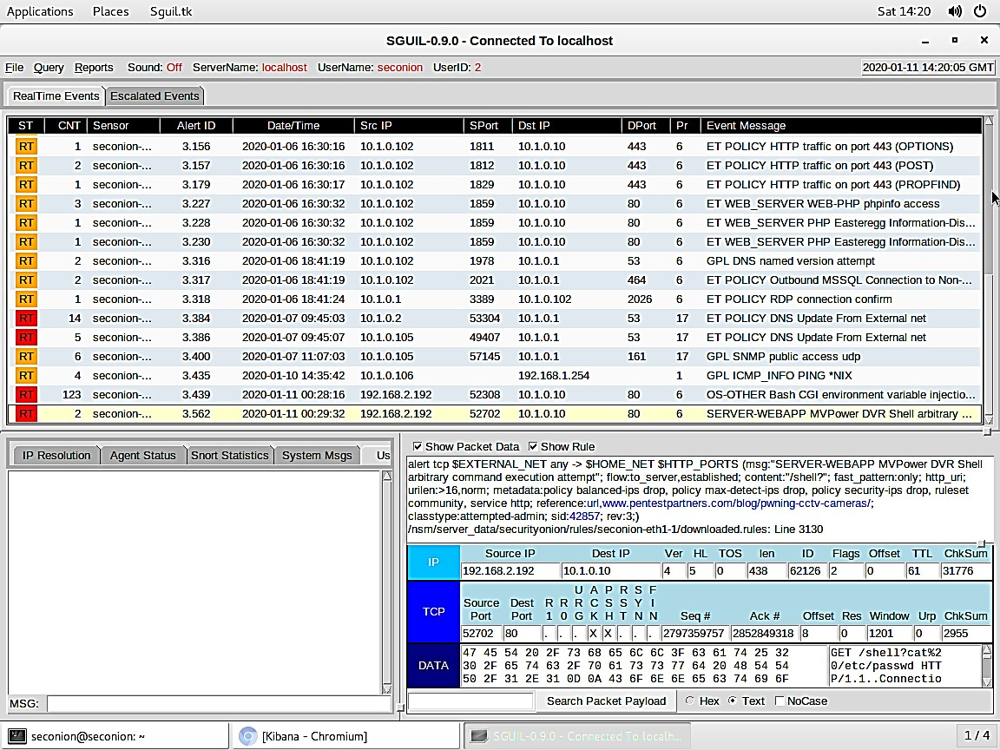 Applications Places Sguil.tk Sat 14:20
SGUIL-0.9.0 - Connected To localhost
File Query Reports Sound: Off ServerName: localhost UserName: seconion UserID: 2 2020-01-11 14:20:05 GMT
RealTime Events Escalated Events
ST CNT Sensor Alert ID Date/Time Src IP SPort Dst IP DPort Pr Event Message
RT 1 seconion-... 3.156 2020-01-06 16:30:16 10.1.0.102 1811 10.1.0.10 443 6 ET POLICY HTTP traffic on port 443 (OPTIONS)
RT 2 seconion-... 3.157 2020-01-06 16:30:16 10.1.0.102 1812 10.1.0.10 443 6 ET POLICY HTTP traffic on port 443 (POST)
RT 1 seconion-... 3.179 2020-01-06 16:30:17 10.1.0.102 1829 10.1.0.10 443 6 ET POLICY HTTP traffic on port 443 (PROPFIND)
RT 3 seconion-... 3.227 2020-01-06 16:30:32 10.1.0.102 1859 10.1.0.10 80 6 ET WEB_SERVER WEB-PHP phpinfo access
RT 1 seconion-... 3.228 2020-01-06 16:30:32 10.1.0.102 1859 10.1.0.10 80 6 ET WEB_SERVER PHP Easteregg Information-Dis...
RT 1 seconion-... 3.230 2020-01-06 16:30:32 10.1.0.102 1859 10.1.0.10 80 6 ET WEB_SERVER PHP Easteregg Information-Dis...
RT 2 seconion-... 3.316 2020-01-06 18:41:19 10.1.0.102 1978 10.1.0.1 53 6 GPL DNS named version attempt
RT 2 seconion-... 3.317 2020-01-06 18:41:19 10.1.0.102 2021 10.1.0.1 464 6 ET POLICY Outbound MSSQL Connection to Non-...
RT 1 seconion-... 3.318 2020-01-06 18:41:24 10.1.0.1 3389 10.1.0.102 2026 6 ET POLICY RDP connection confirm
RT 14 seconion-... 3.384 2020-01-07 09:45:03 10.1.0.2 53304 10.1.0.1 53 17 ET POLICY DNS Update From External net
RT 5 seconion-... 3.386 2020-01-07 09:45:07 10.1.0.105 49407 10.1.0.1 53 17 ET POLICY DNS Update From External net
RT 6 seconion-... 3.400 2020-01-07 11:07:03 10.1.0.105 57145 10.1.0.1 161 17 GPL SNMP public access udp
RT 4 seconion-... 3.435 2020-01-10 14:35:42 10.1.0.106 192.168.1.254 1 GPL ICMP_INFO PING *NIX
RT 123 seconion-... 3.439 2020-01-11 00:28:16 192.168.2.192 52308 10.1.0.10 80 6 OS-OTHER Bash CGI environment variable injectio...
RT 2 seconion-... 3.562 2020-01-11 00:29:32 192.168.2.192 52702 10.1.0.10 80 6 SERVER-WEBAPP MVPower DVR Shell arbitrary ...
IP Resolution Agent Status Snort Statistics System Msgs Us
MSG:
Show Packet Data Show Rule
alert tcp $EXTERNAL_NET any -> $HOME_NET $HTTP_PORTS (msg:"SERVER-WEBAPP MVPower DVR Shell
arbitrary command execution attempt"; flow:to_server,established; content:"/shell?"; fast_pattern:only; http_uri;
urilen:>16,norm; metadata:policy balanced-ips drop, policy max-detect-ips drop, policy security-ips drop, ruleset
community, service http; reference:url,www.pentestpartners.com/blog/pwning-cctv-cameras/;
classtype:attempted-admin; sid:42857; rev:3;)
/nsm/server_data/securityonion/rules/seconion-eth1-1/downloaded.rules: Line 3130
IP Source IP Dest IP Ver HL TOS len ID Flags Offset TTL ChkSum
192.168.2.192 10.1.0.10 4 5 0 438 62126 2 0 61 31776
TCP Source Port Dest Port R1 R0 URG ACK PSH RST SYN FIN Seq # Ack # Offset Res Window Urp ChkSum
52702 80 . . . X X . . . 2797359757 2852849318 8 0 1201 0 2955
DATA
47 45 54 20 2F 73 68 65 6C 6C 3F 63 61 74 25 32 GET /shell?cat%2
30 2F 65 74 63 2F 70 61 73 73 77 64 20 48 54 54 0/etc/passwd HTT
50 2F 31 2E 31 0D 0A 43 6F 6E 6E 65 63 74 69 6F P/1.1..Connectio
Search Packet Payload Hex Text NoCase
seconion@seconion: ~ [Kibana - Chromium] SGUIL-0.9.0 - Connected To localh... 1 / 4